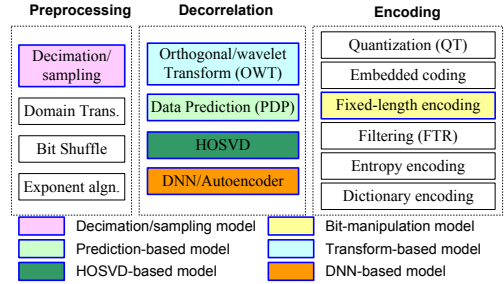 Preprocessing
Decimation/
sampling
Domain Trans.
Bit Shuffle
Exponent algn.
Decorrelation
Orthogonal/wavelet
Transform (OWT)
Data Prediction (PDP)
HOSVD
DNN/Autoencoder
Encoding
Quantization (QT)
Embedded coding
Fixed-length encoding
Filtering (FTR)
Entropy encoding
Dictionary encoding
Decimation/sampling model
Bit-manipulation model
Prediction-based model
Transform-based model
HOSVD-based model
DNN-based model